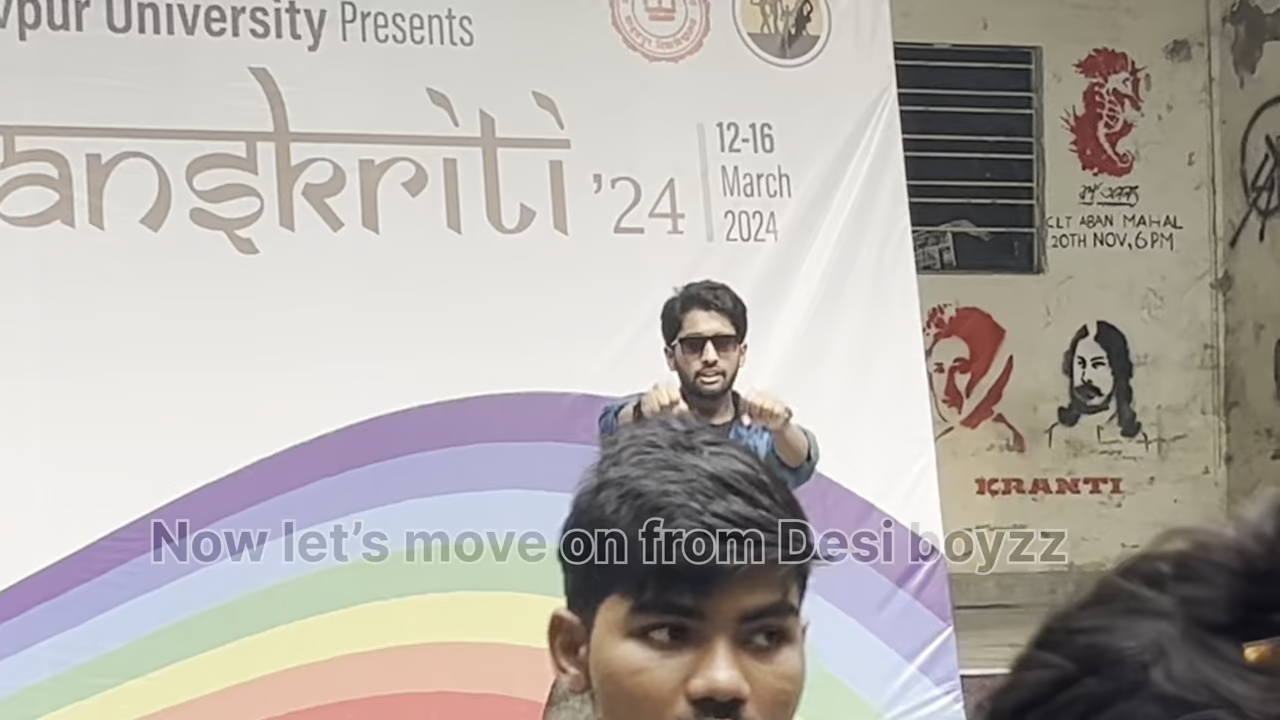 vpur University Presents
anskriti '24
12-16
March
2024
CLT ABAN MAHAL
20TH NOV, 6PM
KRANTI
Now let's move on from Desi boyzz